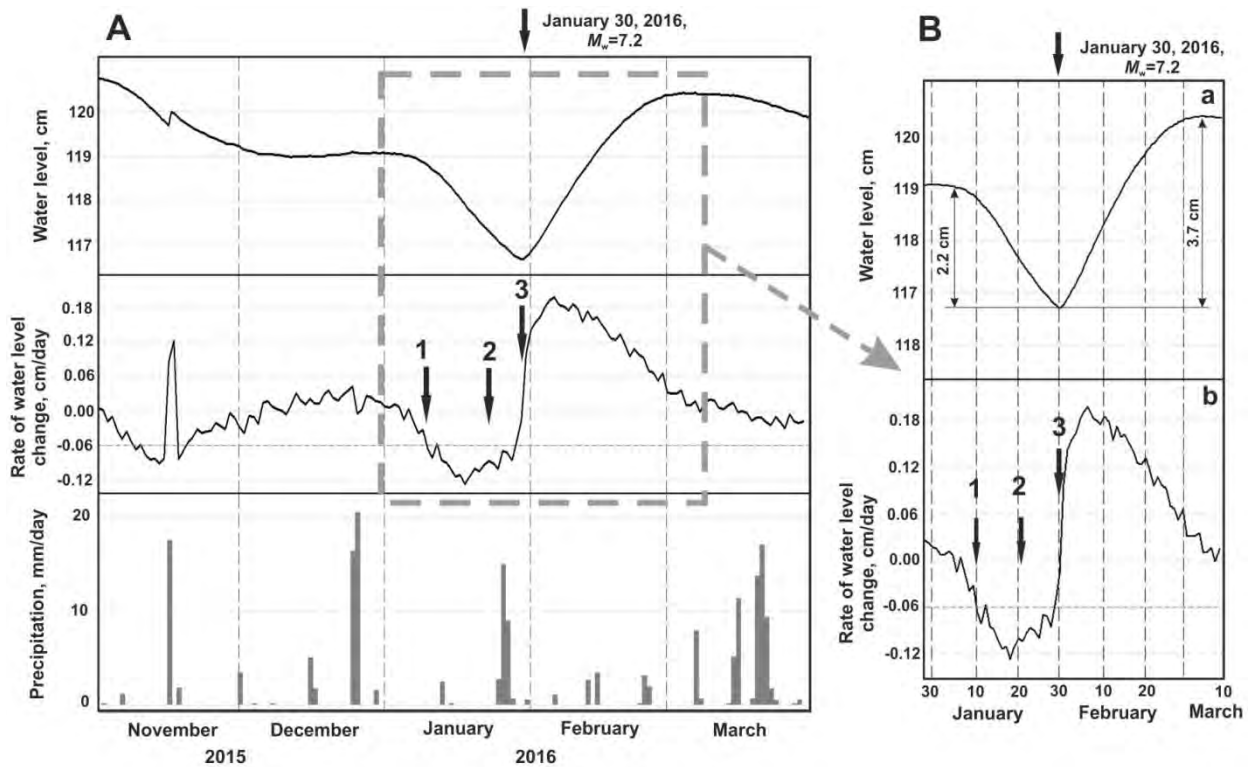 A
January 30, 2016,
Mw=7.2
Water level, cm
120
119
118
117
Rate of water level
change, cm/day
0.18
0.12
0.06
0.00
-0.06
-0.12
1
2
3
Precipitation, mm/day
20
10
0
November
December
January
February
March
2015
2016
B
January 30, 2016,
Mw=7.2
a
Water level, cm
120
119
118
117
118
2.2 cm
3.7 cm
b
Rate of water level
change, cm/day
0.18
0.12
0.06
0.00
-0.06
-0.12
1
2
3
30 10 20 30 10 20 10
January February March